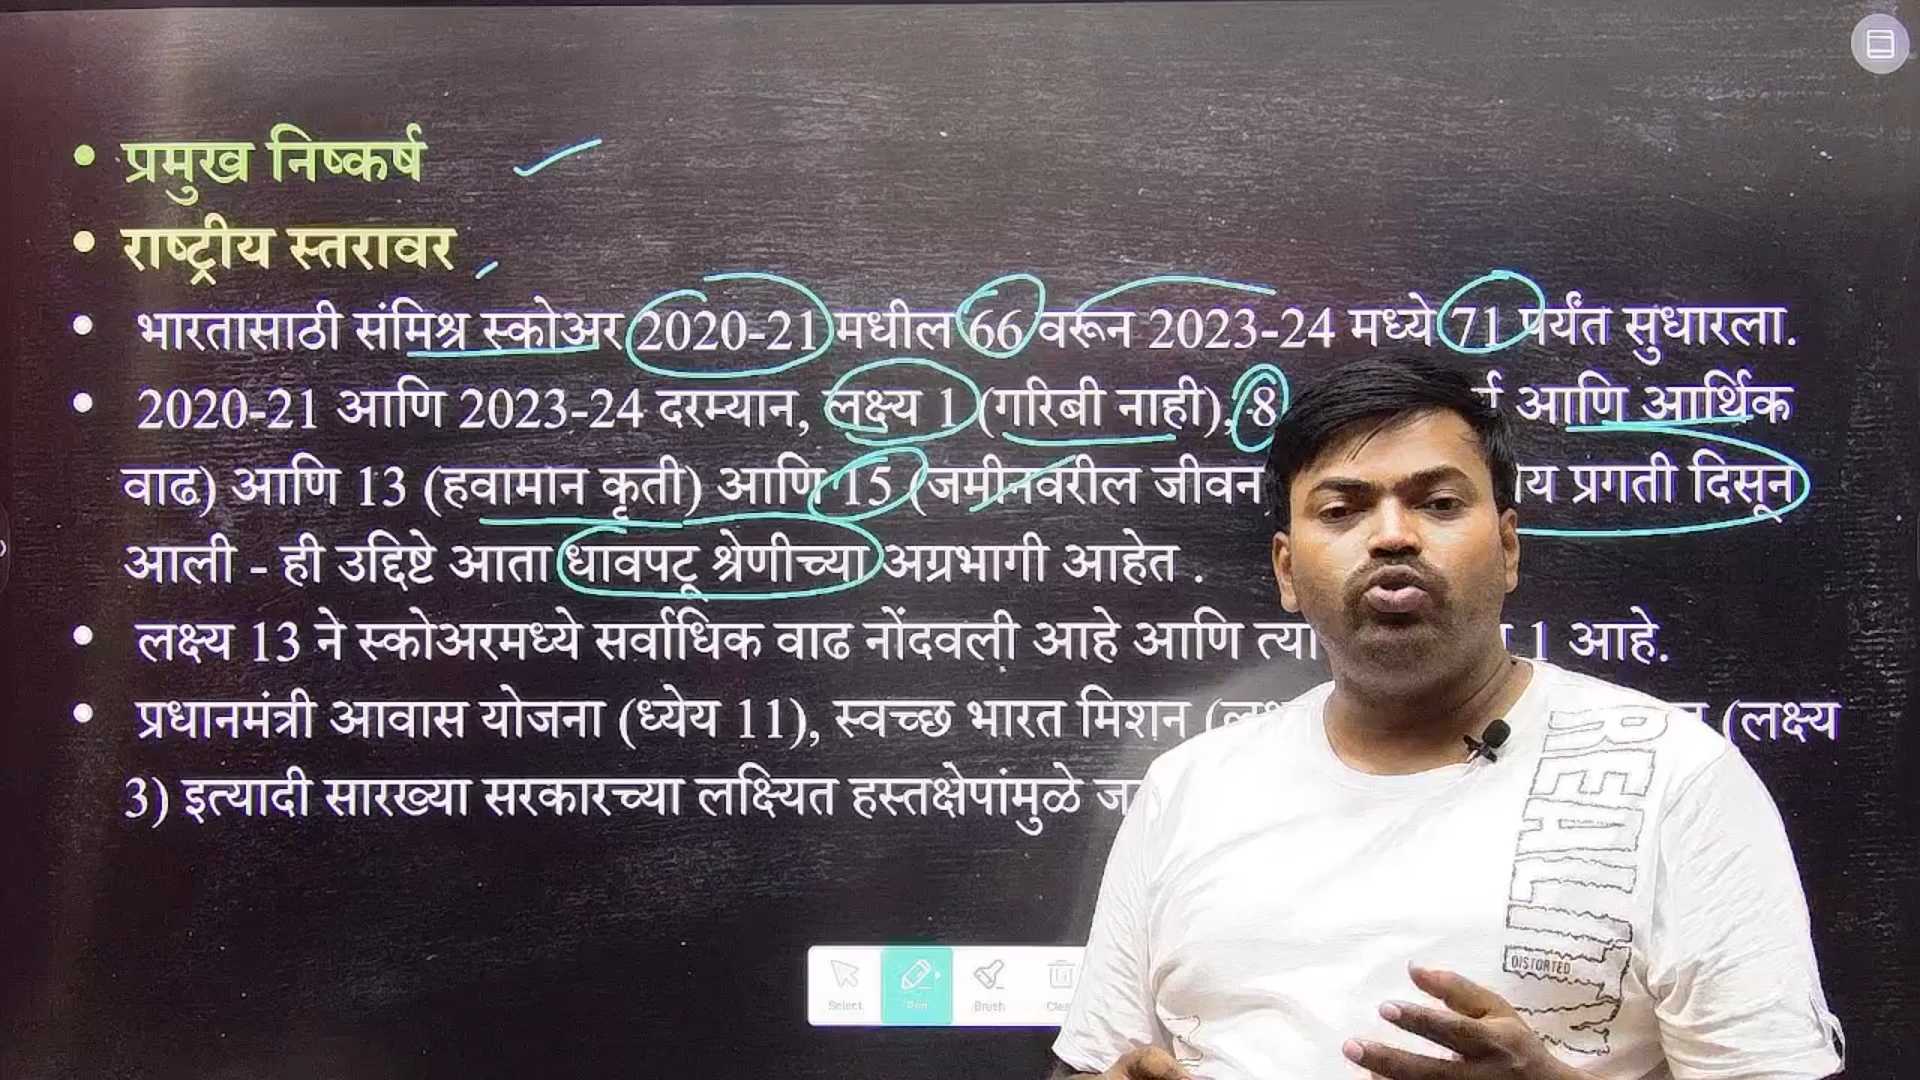 प्रमुख निष्कर्ष
राष्ट्रीय स्तरावर
भारतासाठी संमिश्र स्कोअर 2020-21 मधील 66 वरून 2023-24 मध्ये 71 पर्यंत सुधारला.
2020-21 आणि 2023-24 दरम्यान, लक्ष्य 1 (गरिबी नाही), 8 आणि आर्थिक
वाढ) आणि 13 (हवामान कृती) आणि 15 (जमीनवरील जीवन प्रगती दिसून
आली - ही उद्दिष्टे आता धावपटू श्रेणीच्या अग्रभागी आहेत .
लक्ष्य 13 ने स्कोअरमध्ये सर्वाधिक वाढ नोंदवली आहे आणि 1 आहे.
प्रधानमंत्री आवास योजना (ध्येय 11), स्वच्छ भारत मिशन (लक्ष्य
3) इत्यादी सारख्या सरकारच्या लक्ष्यित हस्तक्षेपांमुळे
REALITY
DISTORTED
Select Pen Brush